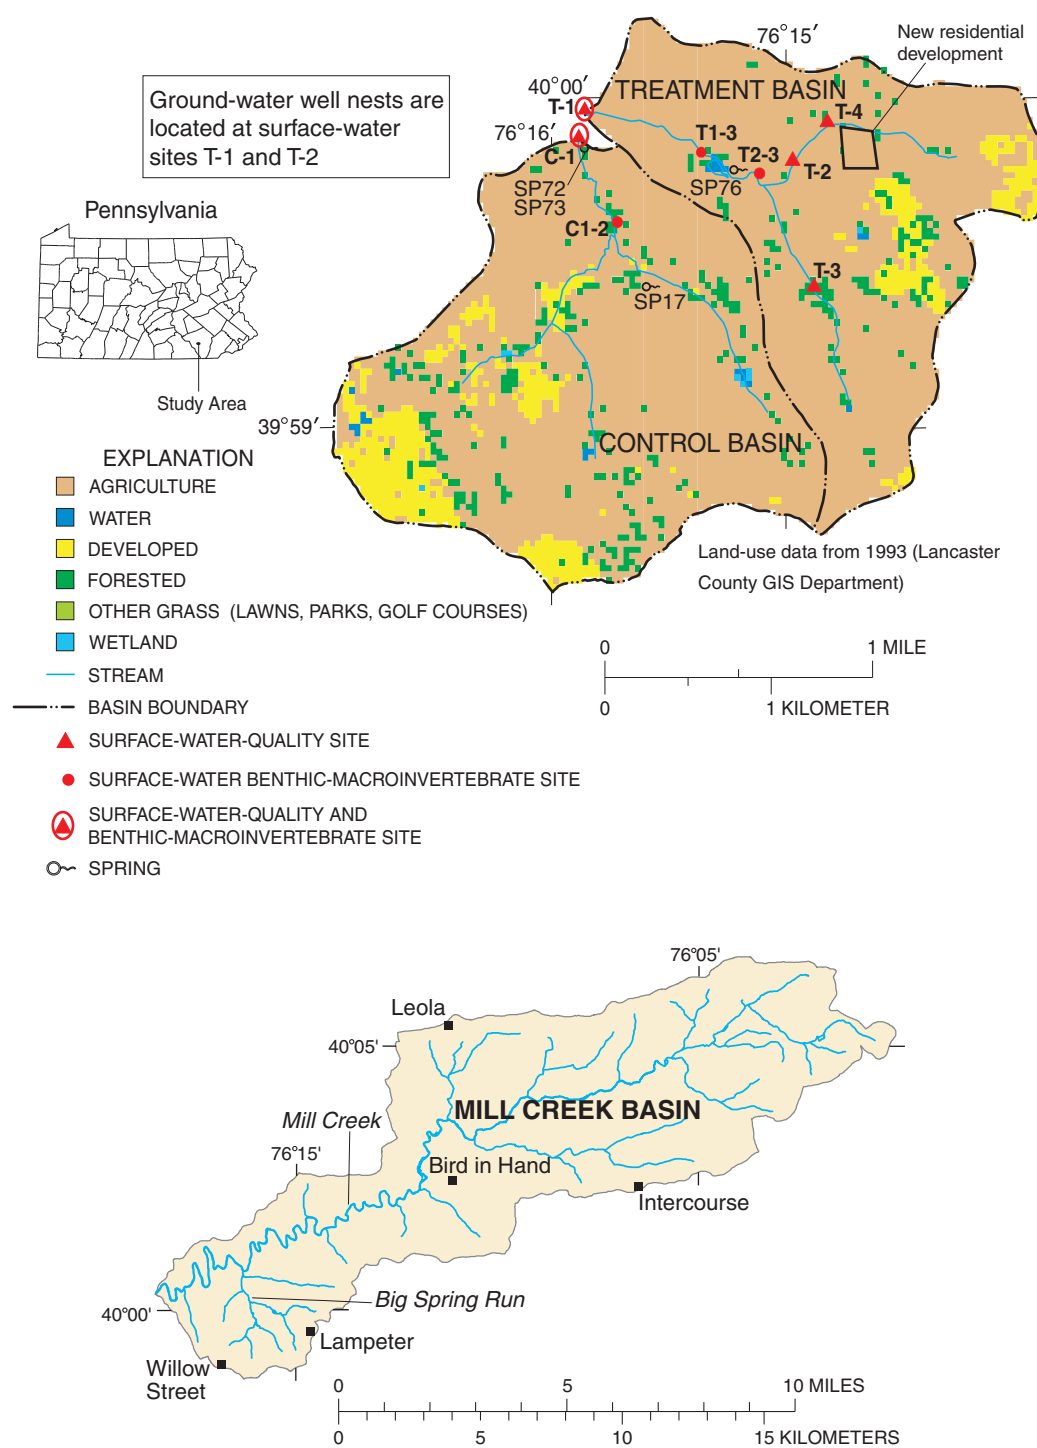 76°15′
New residential
development
40°00′
TREATMENT BASIN
T-1
T-4
Ground-water well nests are
located at surface-water
sites T-1 and T-2
76°16′
T1-3
T2-3
C-1
T-2
SP72
SP73
SP76
Pennsylvania
C1-2
T-3
SP17
Study Area
39°59′
CONTROL BASIN
EXPLANATION
AGRICULTURE
WATER
DEVELOPED
FORESTED
OTHER GRASS (LAWNS, PARKS, GOLF COURSES)
WETLAND
STREAM
BASIN BOUNDARY
SURFACE-WATER-QUALITY SITE
SURFACE-WATER BENTHIC-MACROINVERTEBRATE SITE
SURFACE-WATER-QUALITY AND
BENTHIC-MACROINVERTEBRATE SITE
SPRING
Land-use data from 1993 (Lancaster
County GIS Department)
0 1 MILE
0 1 KILOMETER
76°05'
Leola
40°05'
MILL CREEK BASIN
Mill Creek
76°15'
Bird in Hand
Intercourse
Big Spring Run
40°00'
Lampeter
Willow
Street
0 5 10 MILES
0 5 10 15 KILOMETERS